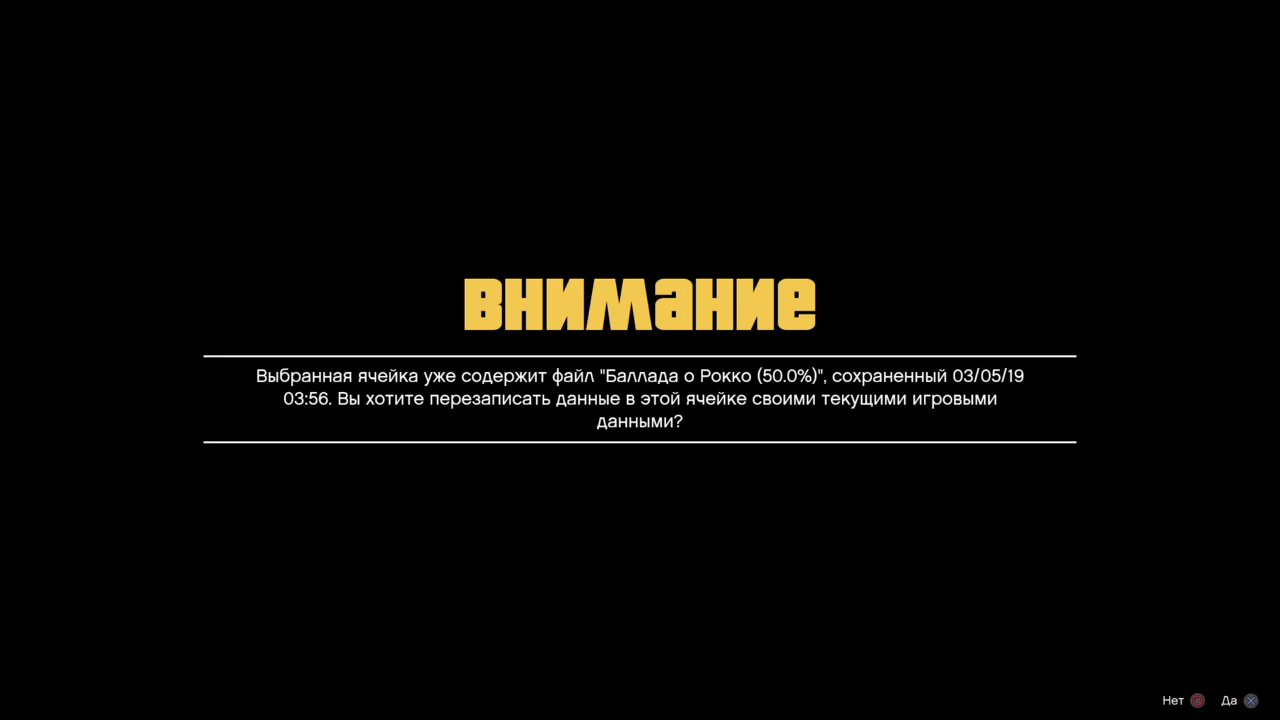 внимание
Выбранная ячейка уже содержит файл "Баллада о Рокко (50.0%)", сохраненный 03/05/19
03:56. Вы хотите перезаписать данные в этой ячейке своими текущими игровыми
данными?
Нет Да